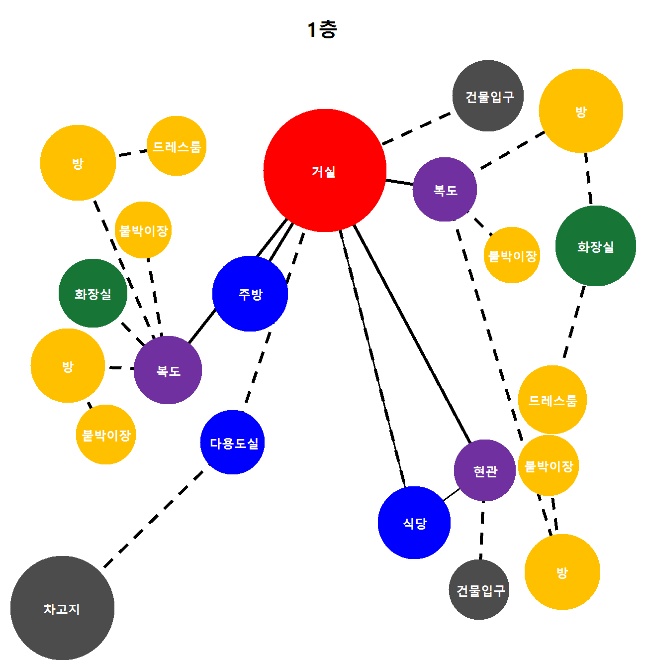 1층
건물입구
방
드레스룸
방
거실
복도
붙박이장
붙박이장
화장실
화장실
주방
방
복도
드레스룸
붙박이장
다용도실
현관
붙박이장
식당
방
건물입구
차고지